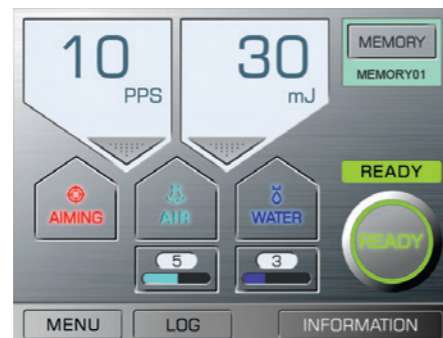 10
PPS
30
mJ
MEMORY
MEMORY01
AIMING
AIR
WATER
READY
READY
5
3
MENU
LOG
INFORMATION